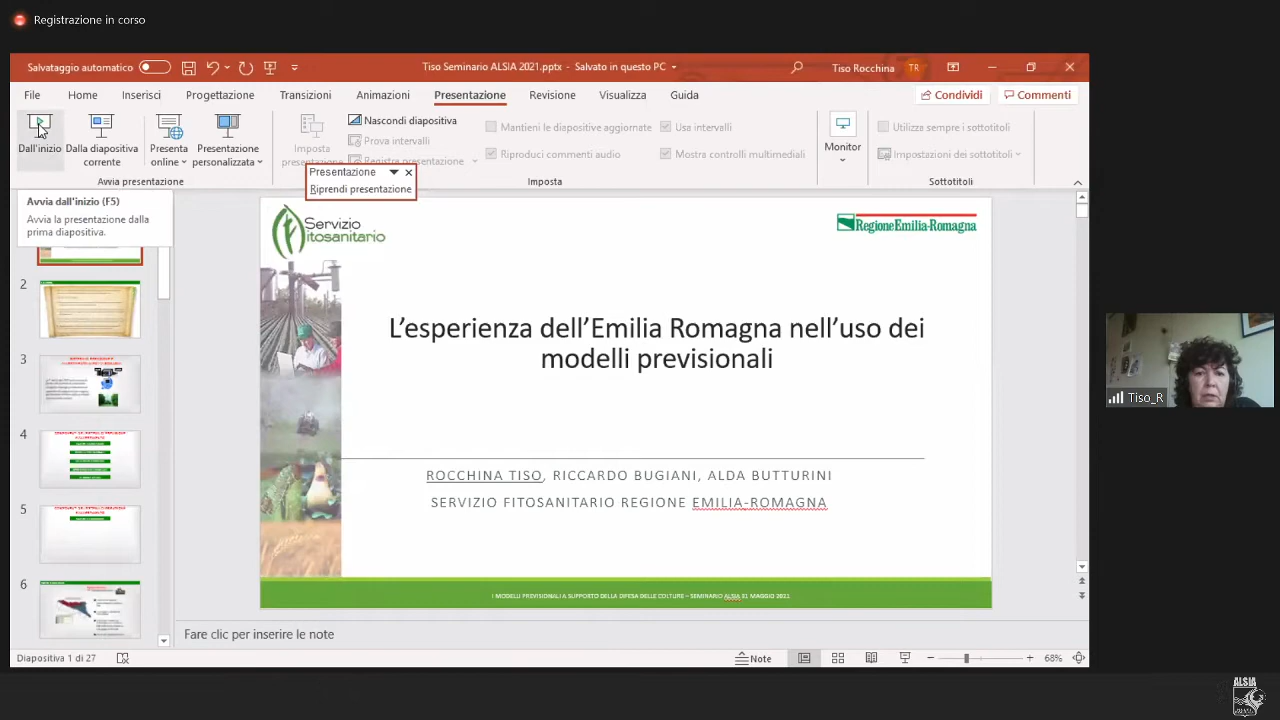 Registrazione in corso
Salvataggio automatico
Tiso Seminario ALSIA 2021.pptx - Salvato in questo PC
Tiso Rocchina
TR
File Home Inserisci Progettazione Transizioni Animazioni Presentazione Revisione Visualizza Guida
Condividi Commenti
Dall'inizio
Dalla diapositiva corrente
Presenta online
Presentazione personalizzata
Avvia presentazione
Imposta presentazione
Nascondi diapositiva
Prova intervalli
Registra presentazione
Mantieni le diapositive aggiornate
Riproduci commenti audio
Usa intervalli
Mostra controlli multimediali
Imposta
Monitor
Utilizza sempre i sottotitoli
Impostazioni dei sottotitoli
Sottotitoli
Presentazione
Riprendi presentazione
Avvia dall'inizio (F5)
Avvia la presentazione dalla
prima diapositiva.
2
3
4
5
6
Servizio
fitosanitario
RegioneEmilia-Romagna
L'esperienza dell'Emilia Romagna nell'uso dei
modelli previsionali
ROCCHINA TISO, RICCARDO BUGIANI, ALDA BUTTURINI
SERVIZIO FITOSANITARIO REGIONE EMILIA-ROMAGNA
I MODELLI PREVISIONALI A SUPPORTO DELLA DIFESA DELLE COLTURE – SEMINARIO ALSIA 31 MAGGIO 2021
Tiso_R
Fare clic per inserire le note
Diapositiva 1 di 27
Note
68%
ALSIA